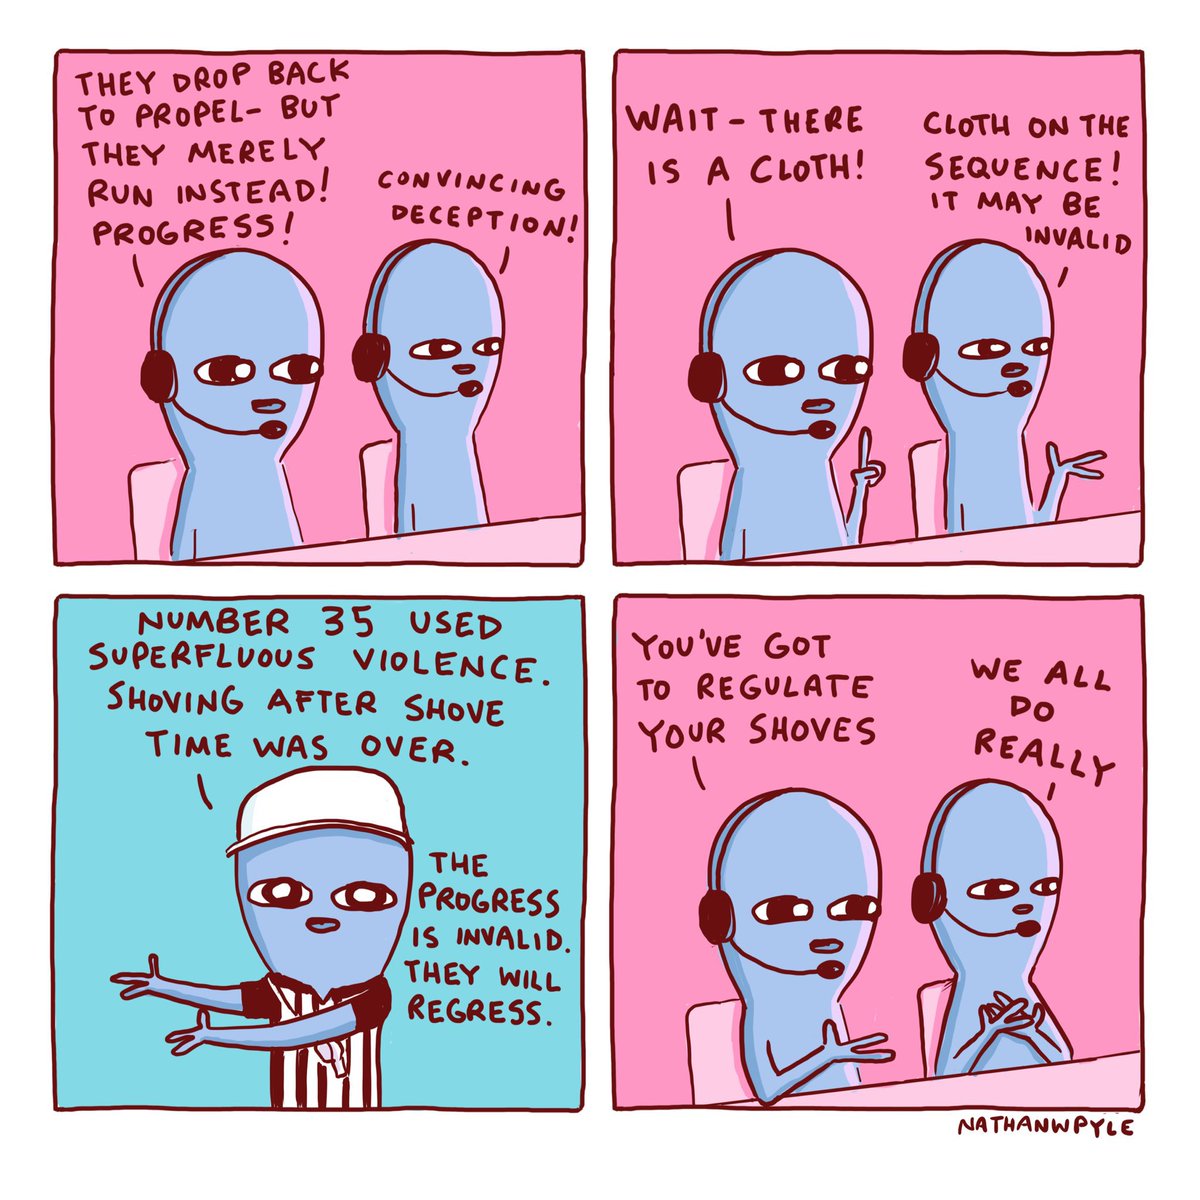 THEY DROP BACK
TO PROPEL- BUT
THEY MERELY
RUN INSTEAD!
PROGRESS!
CONVINCING
DECEPTION!
WAIT - THERE
IS A CLOTH!
CLOTH ON THE
SEQUENCE!
IT MAY BE
INVALID
NUMBER 35 USED
SUPERFLUOUS VIOLENCE.
SHOVING AFTER SHOVE
TIME WAS OVER.
THE
PROGRESS
IS INVALID.
THEY WILL
REGRESS.
YOU'VE GOT
TO REGULATE
YOUR SHOVES
WE ALL
DO
REALLY
NATHANWPYLE